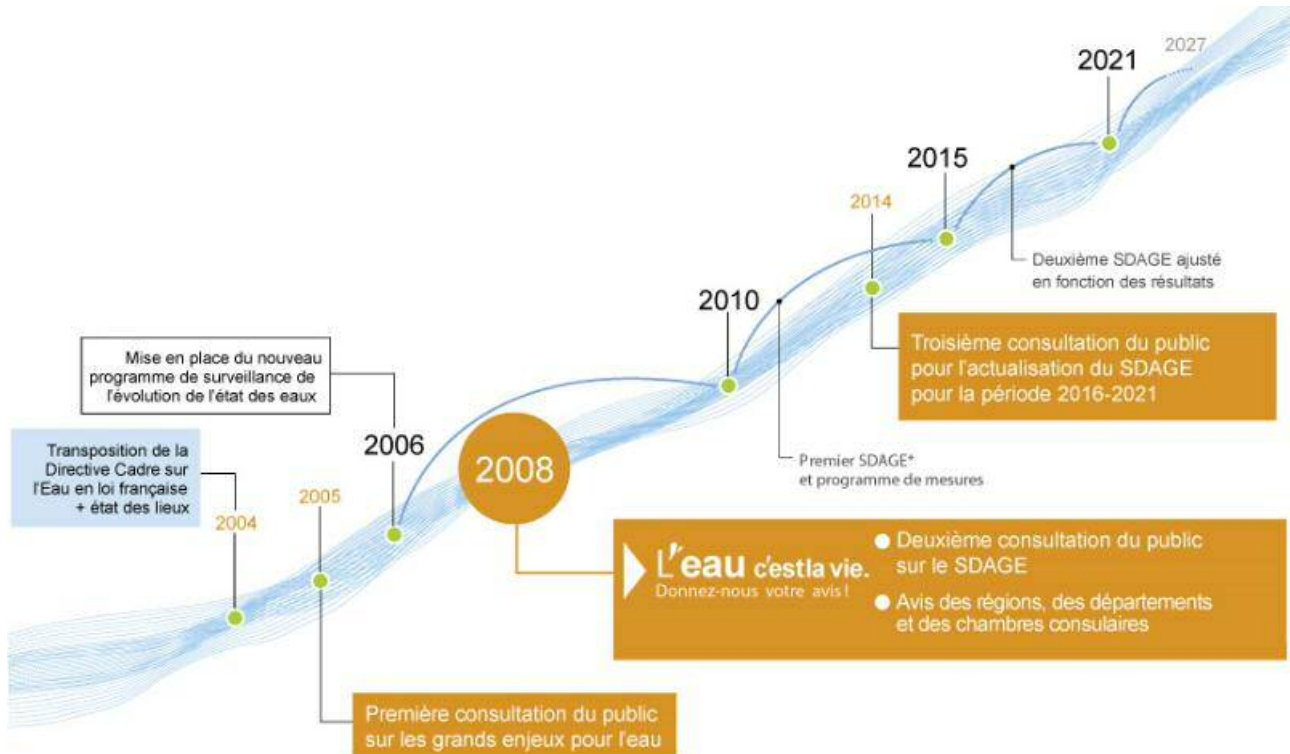 2027
2021
2015
2014
Deuxième SDAGE ajusté
en fonction des résultats
2010
Troisième consultation du public
pour l'actualisation du SDAGE
pour la période 2016-2021
Mise en place du nouveau
programme de surveillance de
l'évolution de l'état des eaux
2006
Premier SDAGE*
et programme de mesures
Transposition de la
Directive Cadre sur
l'Eau en loi française
+ état des lieux
2004
2005
2008
L'eau c'est la vie.
Donnez-nous votre avis !
Deuxième consultation du public
sur le SDAGE
Avis des régions, des départements
et des chambres consulaires
Première consultation du public
sur les grands enjeux pour l'eau